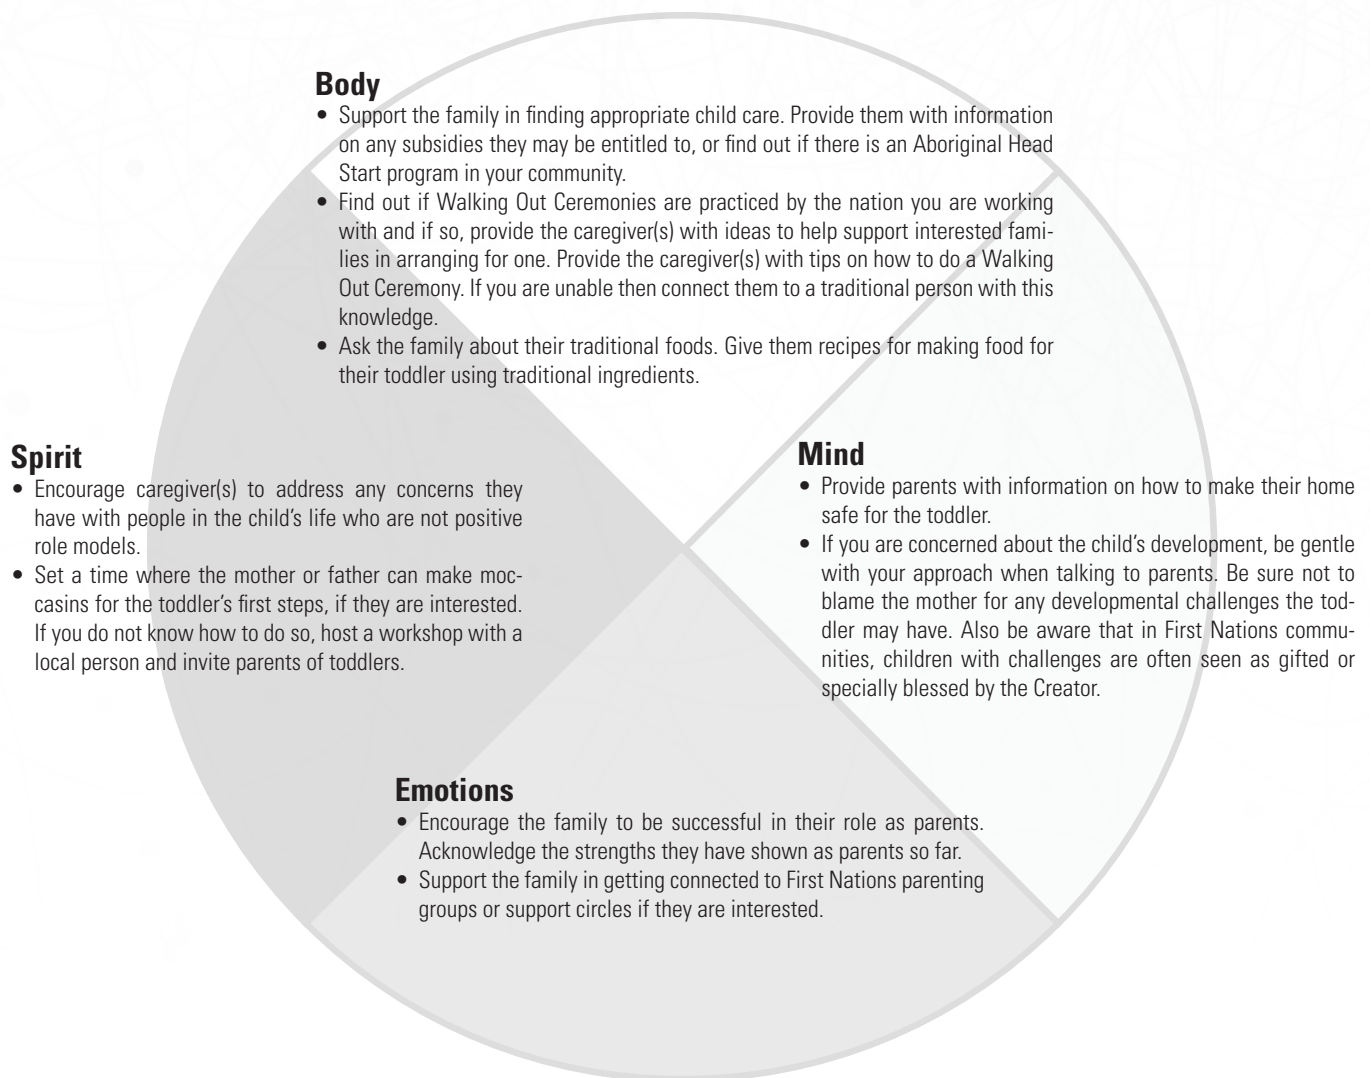 Body
• Support the family in finding appropriate child care. Provide them with information
on any subsidies they may be entitled to, or find out if there is an Aboriginal Head
Start program in your community.
• Find out if Walking Out Ceremonies are practiced by the nation you are working
with and if so, provide the caregiver(s) with ideas to help support interested fami-
lies in arranging for one. Provide the caregiver(s) with tips on how to do a Walking
Out Ceremony. If you are unable then connect them to a traditional person with this
knowledge.
• Ask the family about their traditional foods. Give them recipes for making food for
their toddler using traditional ingredients.
Spirit
• Encourage caregiver(s) to address any concerns they
have with people in the child’s life who are not positive
role models.
• Set a time where the mother or father can make moc-
casins for the toddler’s first steps, if they are interested.
If you do not know how to do so, host a workshop with a
local person and invite parents of toddlers.
Mind
• Provide parents with information on how to make their home
safe for the toddler.
• If you are concerned about the child’s development, be gentle
with your approach when talking to parents. Be sure not to
blame the mother for any developmental challenges the tod-
dler may have. Also be aware that in First Nations commu-
nities, children with challenges are often seen as gifted or
specially blessed by the Creator.
Emotions
• Encourage the family to be successful in their role as parents.
Acknowledge the strengths they have shown as parents so far.
• Support the family in getting connected to First Nations parenting
groups or support circles if they are interested.